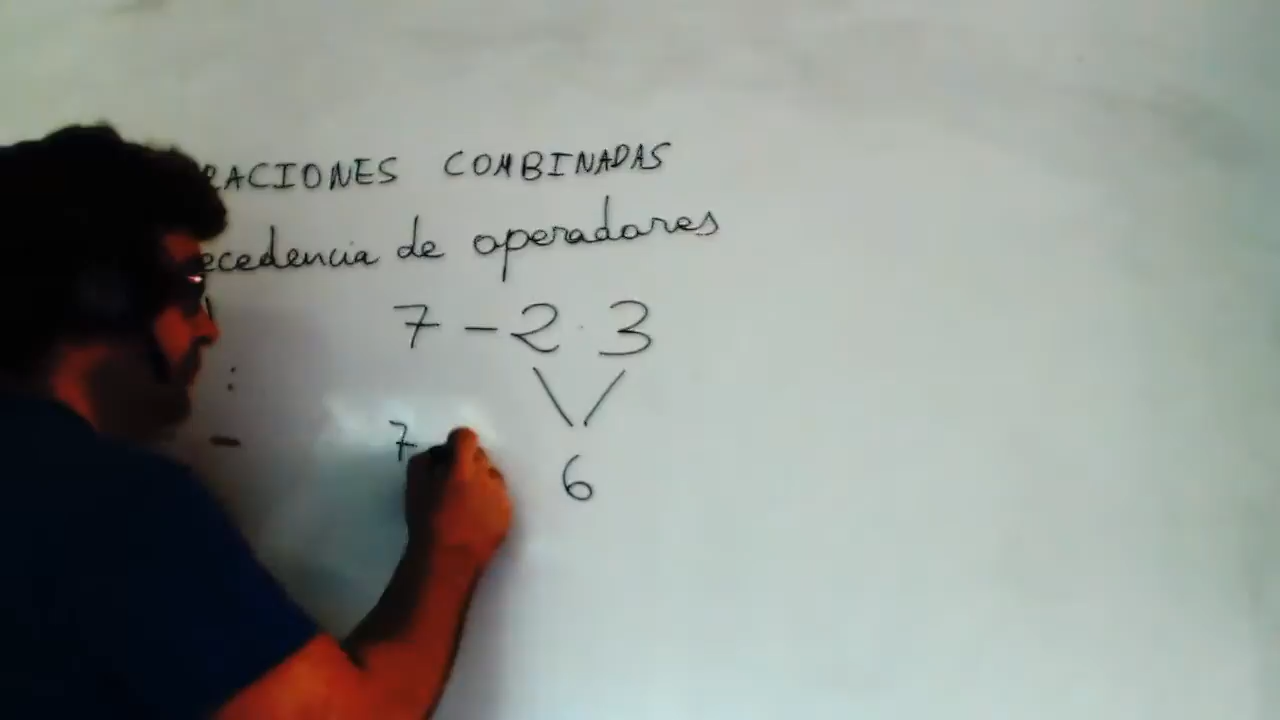 RACIONES COMBINADAS
ecedencia de operadores
7 - 2 · 3
:
7
-
6